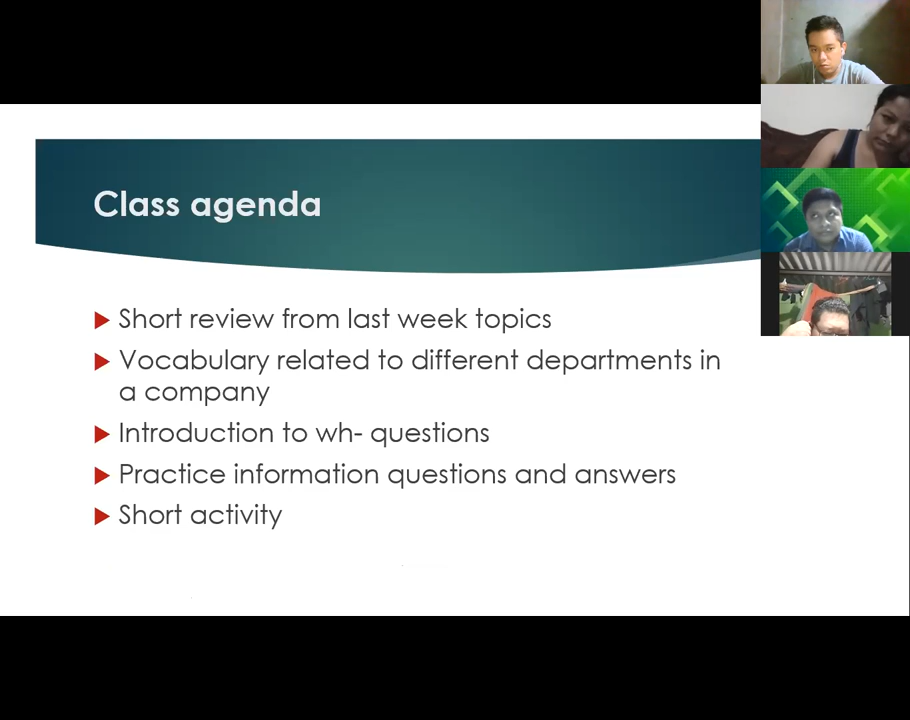 Class agenda
Short review from last week topics
Vocabulary related to different departments in
a company
Introduction to wh- questions
Practice information questions and answers
Short activity